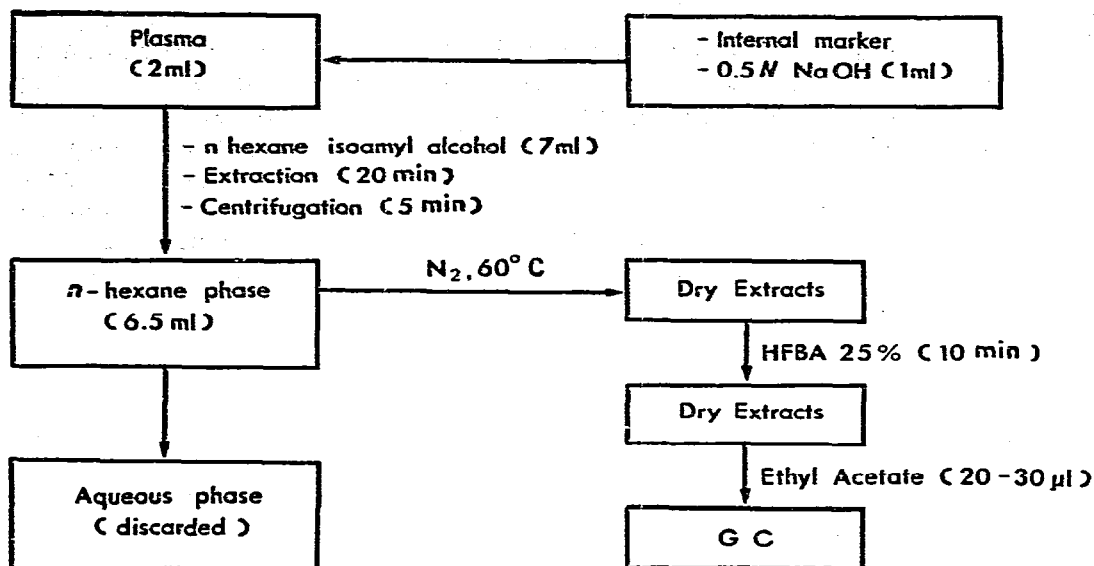 Plasma
(2ml)
- Internal marker
- 0.5N NaOH (1ml)
- n hexane isoamyl alcohol (7ml)
- Extraction (20 min)
- Centrifugation (5 min)
n-hexane phase
(6.5 ml)
N₂, 60° C
Dry Extracts
HFBA 25% (10 min)
Dry Extracts
Ethyl Acetate (20-30 µl)
Aqueous phase
(discarded)
G C